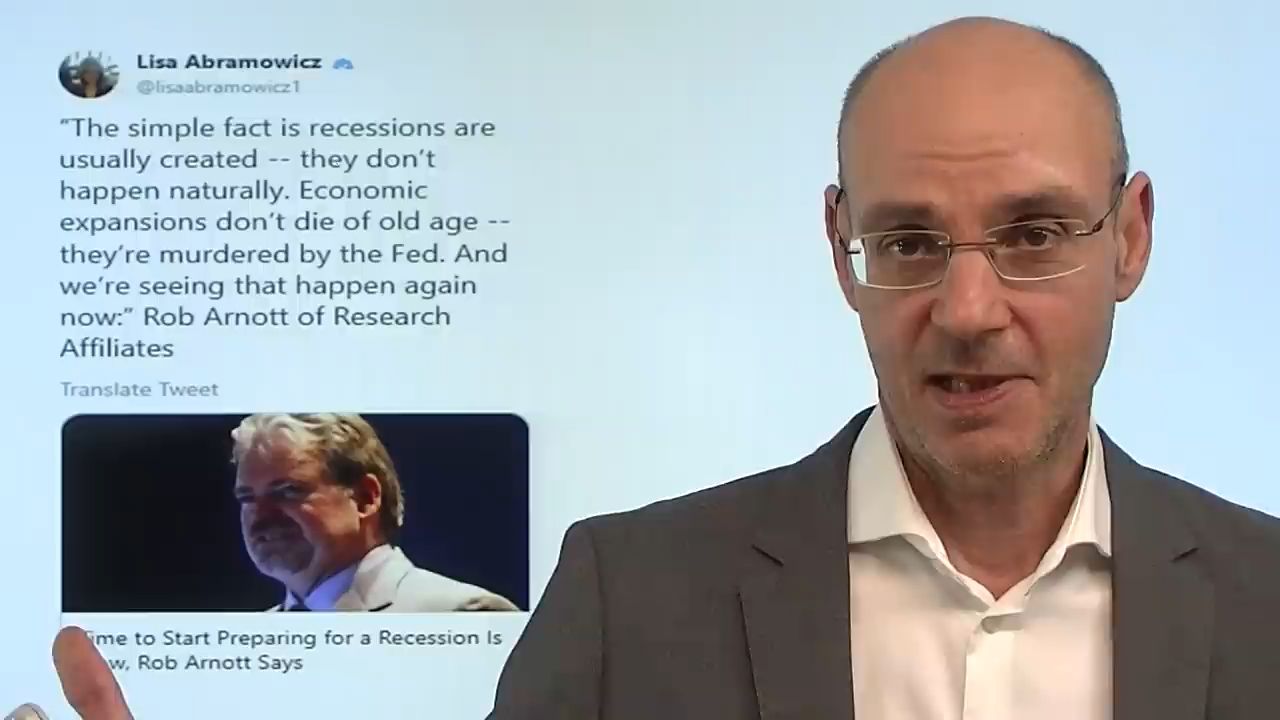 Lisa Abramowicz
@lisaabramowicz1
"The simple fact is recessions are
usually created -- they don't
happen naturally. Economic
expansions don't die of old age --
they're murdered by the Fed. And
we're seeing that happen again
now:" Rob Arnott of Research
Affiliates
Translate Tweet
to Start Preparing for a Recession Is
Rob Arnott Says